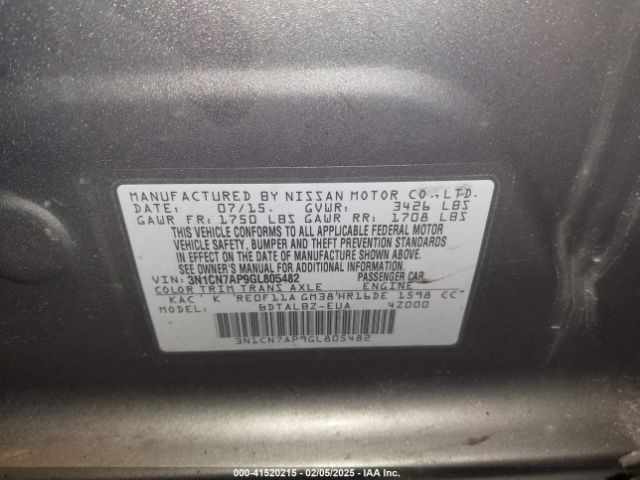 MANUFACTURED BY NISSAN MOTOR CO., LTD.
DATE: 07/15. GVWR: 3426 LBS
GAWR FR: 1750 LBS GAWR RR: 1708 LBS
THIS VEHICLE CONFORMS TO ALL APPLICABLE FEDERAL MOTOR
VEHICLE SAFETY, BUMPER AND THEFT PREVENTION STANDARDS
IN EFFECT ON THE DATE OF MANUFACTURE SHOWN ABOVE.
SEE OWNER'S MANUAL FOR ADDITIONAL INFORMATION.
VIN: 3N1CN7AP9GL805482 PASSENGER CAR
COLOR TRIM TRANS AXLE ENGINE
KAC K RE0F11A GM38 HR16DE 1598 CC
MODEL: BDTALBZ-EUA 4Z000
3N1CN7AP9GL805482
000-41520215 - 02/05/2025 - IAA Inc.